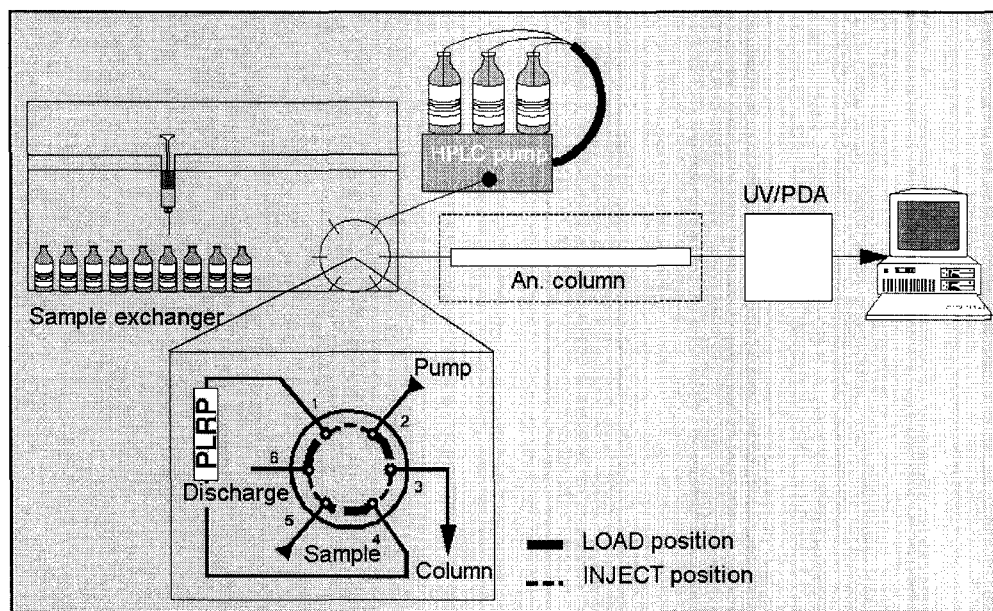 HPLC pump
UV/PDA
An. column
Sample exchanger
Pump
1
2
PLRP
6
3
Discharge
5
4
Sample
Column
LOAD position
INJECT position